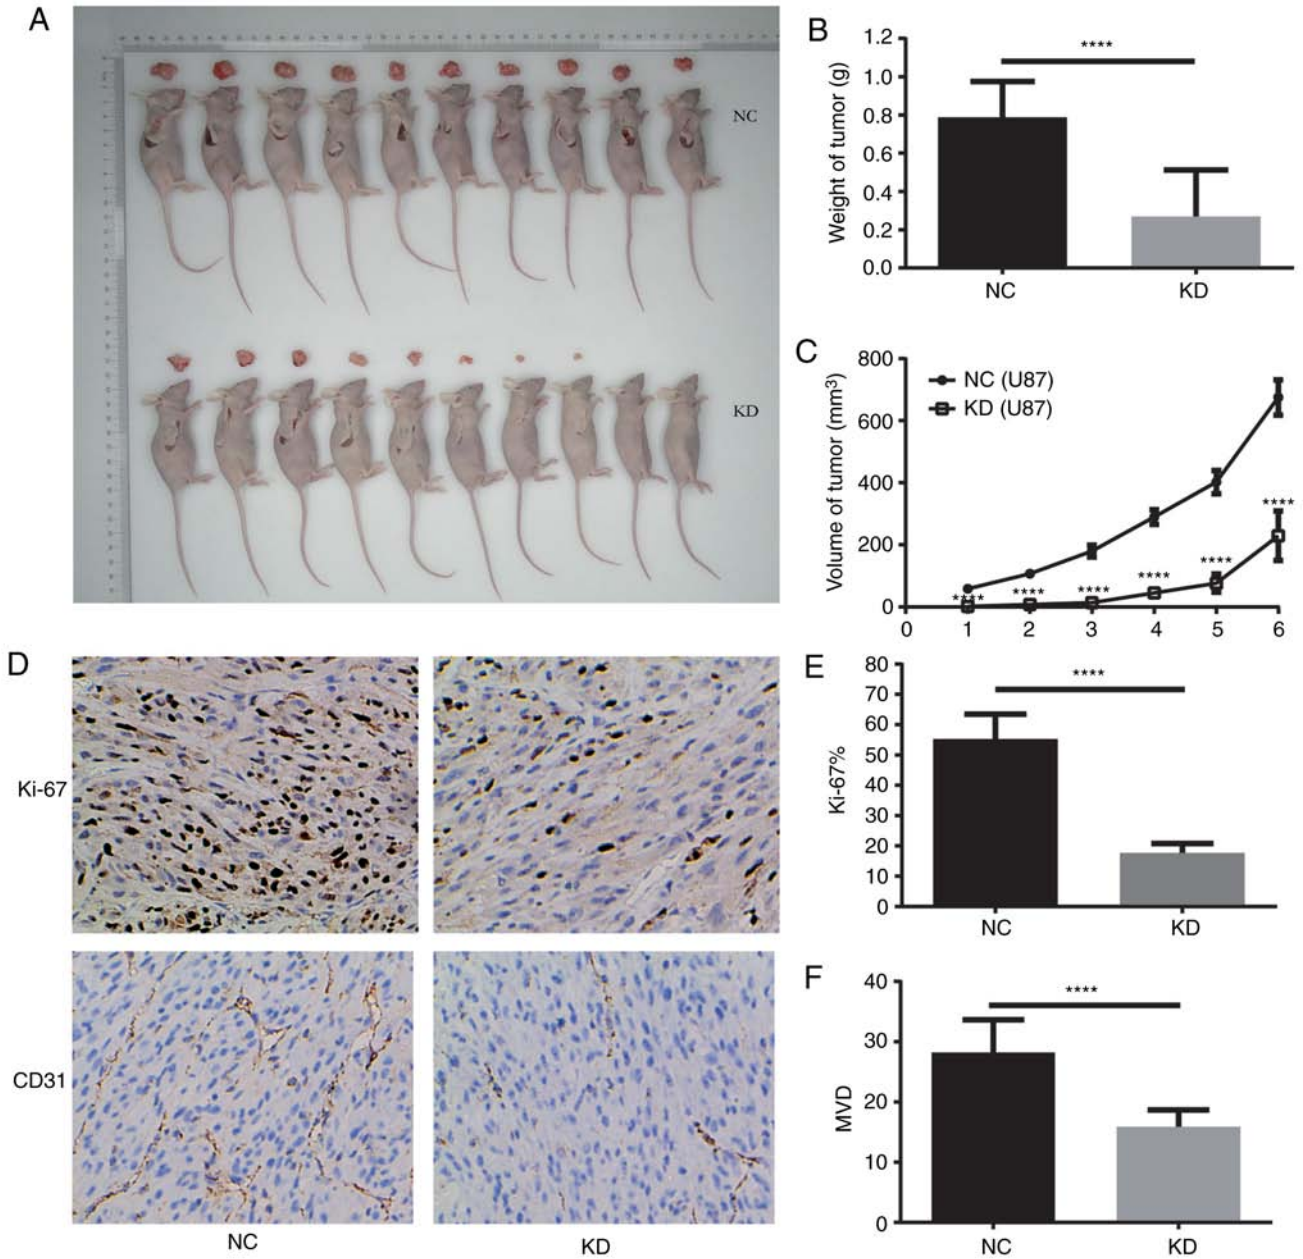 A
NC
KD
B
1.2
1.0
0.8
0.6
0.4
0.2
0.0
Weight of tumor (g)
****
NC KD
C
800
600
400
200
0
Volume of tumor (mm³)
NC (U87)
KD (U87)
**** **** **** **** **** ****
0 1 2 3 4 5 6
D
Ki-67
CD31
NC KD
E
80
70
60
50
40
30
20
10
0
Ki-67%
****
NC KD
F
40
30
20
10
0
MVD
****
NC KD